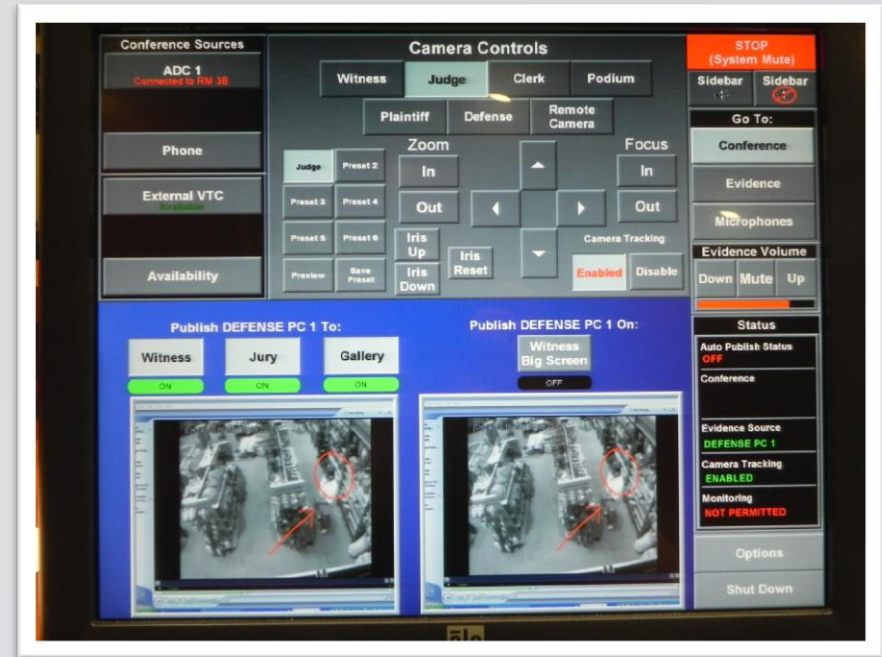 Conference Sources
ADC 1
Connected to RM 3B
Phone
External VTC
Available
Availability
Camera Controls
Witness
Judge
Clerk
Podium
Plaintiff
Defense
Remote
Camera
Zoom
Focus
Judge
Preset 2
In
In
Preset 3
Preset 4
Out
Out
Preset 5
Preset 6
Iris
Up
Iris
Reset
Camera Tracking
Preview
Save
Preset
Iris
Down
Enabled
Disable
STOP
(System Mute)
Sidebar
Sidebar
Go To:
Conference
Evidence
Microphones
Evidence Volume
Down
Mute
Up
Status
Auto Publish Status
OFF
Conference
Evidence Source
DEFENSE PC 1
Camera Tracking
ENABLED
Monitoring
NOT PERMITTED
Options
Shut Down
Publish DEFENSE PC 1 To:
Witness
Jury
Gallery
ON
ON
ON
Publish DEFENSE PC 1 On:
Witness
Big Screen
OFF
elo